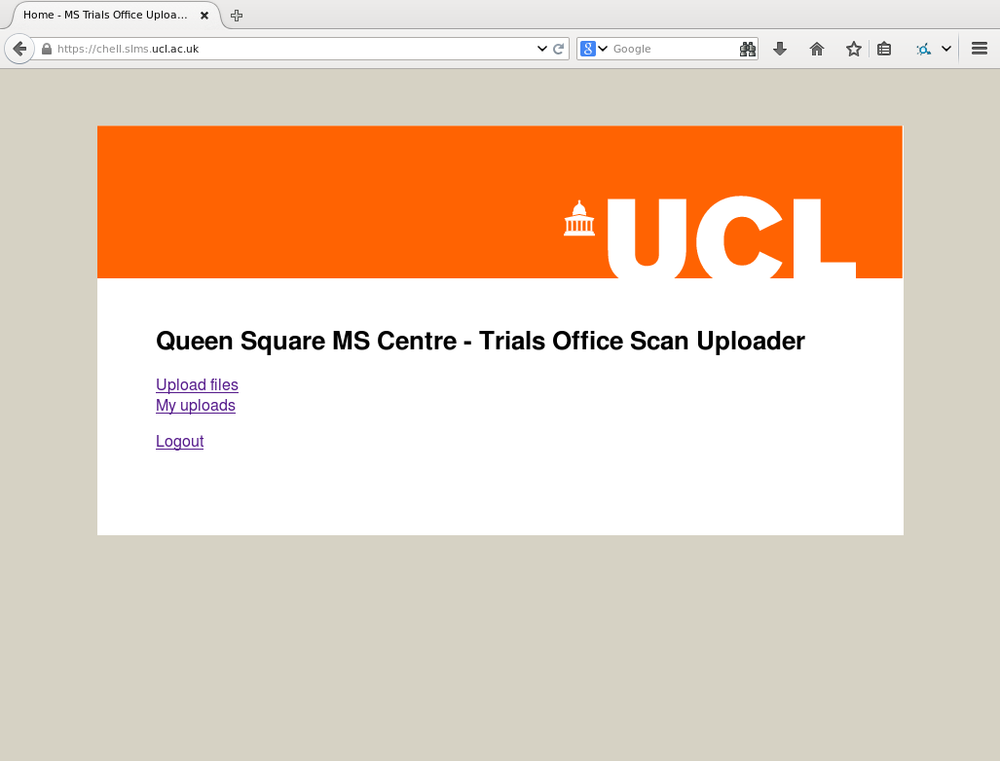 Home - MS Trials Office Uploa...
https://chell.slms.ucl.ac.uk
8 Google
UCL
Queen Square MS Centre - Trials Office Scan Uploader
Upload files
My uploads
Logout